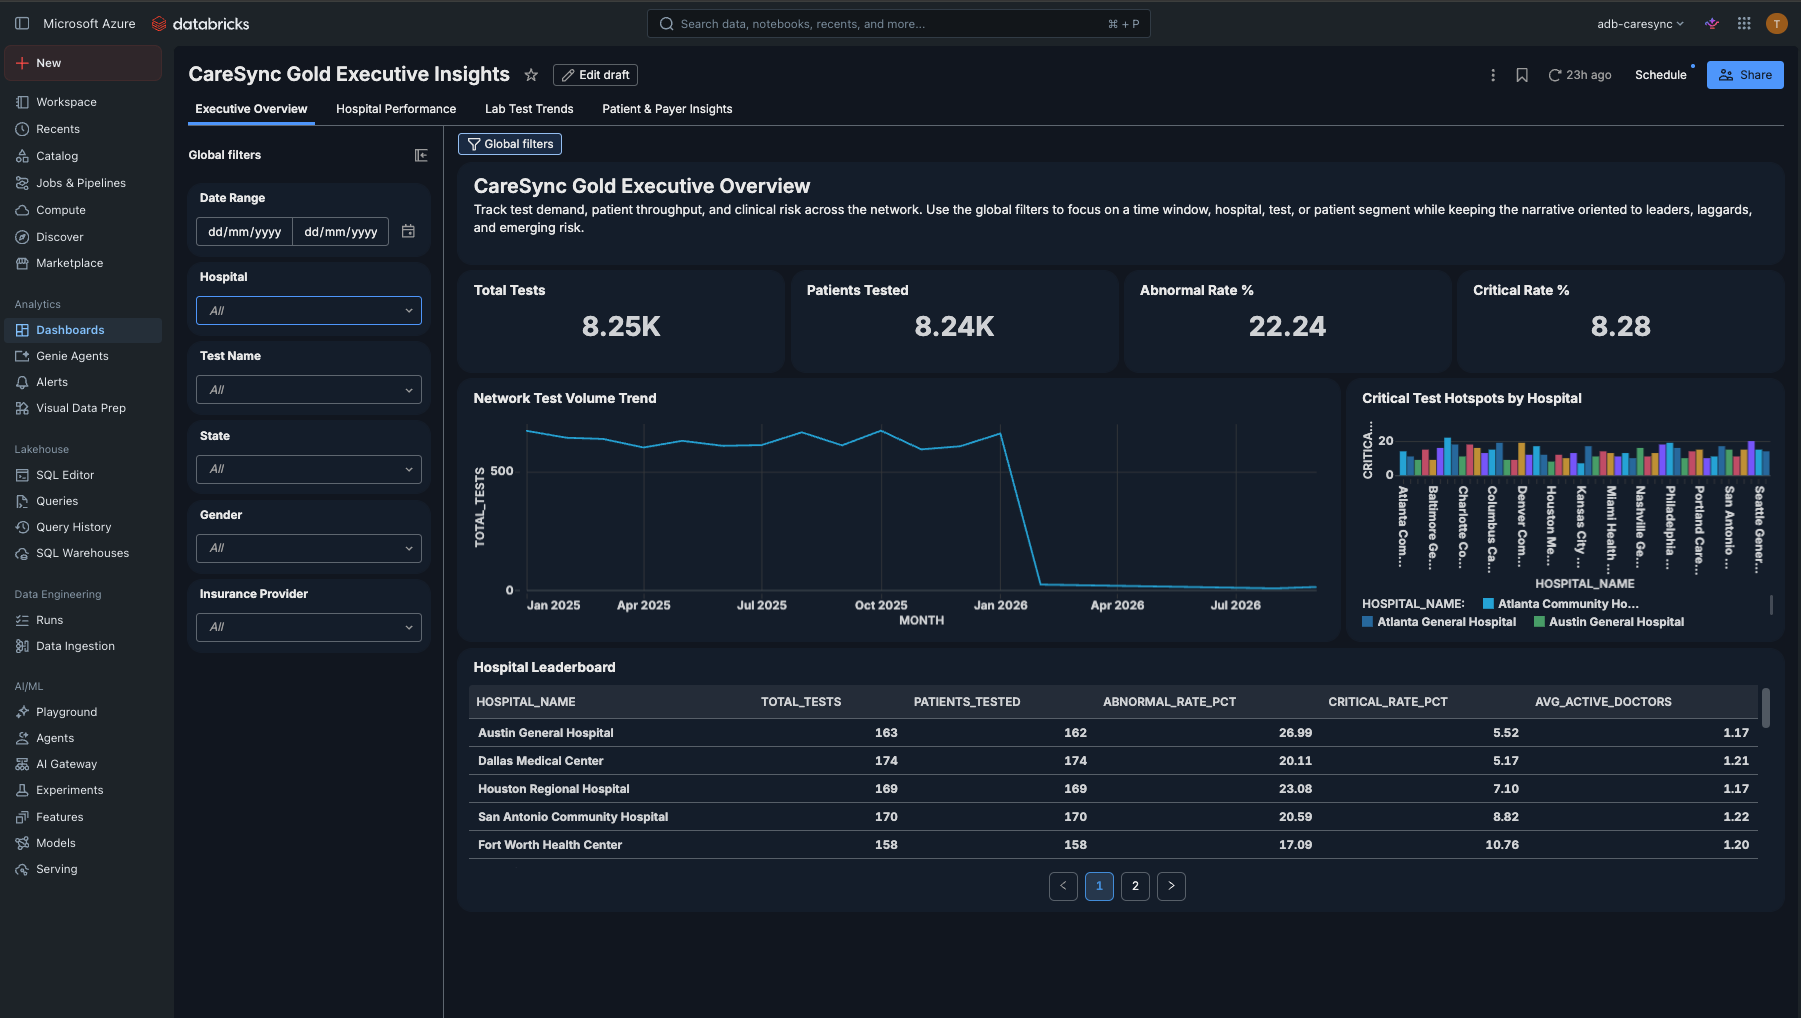 Microsoft Azure databricks
Search data, notebooks, recents, and more... ⌘ + P
adb-caresync
T
New
Workspace
Recents
Catalog
Jobs & Pipelines
Compute
Discover
Marketplace
Analytics
Dashboards
Genie Agents
Alerts
Visual Data Prep
Lakehouse
SQL Editor
Queries
Query History
SQL Warehouses
Data Engineering
Runs
Data Ingestion
AI/ML
Playground
Agents
AI Gateway
Experiments
Features
Models
Serving
CareSync Gold Executive Insights
Edit draft
23h ago
Schedule
Share
Executive Overview Hospital Performance Lab Test Trends Patient & Payer Insights
Global filters
Date Range
dd/mm/yyyy dd/mm/yyyy
Hospital
All
Test Name
All
State
All
Gender
All
Insurance Provider
All
Global filters
CareSync Gold Executive Overview
Track test demand, patient throughput, and clinical risk across the network. Use the global filters to focus on a time window, hospital, test, or patient segment while keeping the narrative oriented to leaders, laggards,
and emerging risk.
Total Tests
8.25K
Patients Tested
8.24K
Abnormal Rate %
22.24
Critical Rate %
8.28
Network Test Volume Trend
TOTAL_TESTS
500
0
Jan 2025 Apr 2025 Jul 2025 Oct 2025 Jan 2026 Apr 2026 Jul 2026
MONTH
Critical Test Hotspots by Hospital
CRITICA...
20
0
Atlanta Com...
Baltimore Ge...
Charlotte Co...
Columbus Ca...
Denver Com...
Houston Me...
Kansas City ...
Miami Health ...
Nashville Ge...
Philadelphia ...
Portland Care...
San Antonio ...
Seattle Gener...
HOSPITAL_NAME
HOSPITAL_NAME: Atlanta Community Ho...
Atlanta General Hospital Austin General Hospital
Hospital Leaderboard
HOSPITAL_NAME TOTAL_TESTS PATIENTS_TESTED ABNORMAL_RATE_PCT CRITICAL_RATE_PCT AVG_ACTIVE_DOCTORS
Austin General Hospital 163 162 26.99 5.52 1.17
Dallas Medical Center 174 174 20.11 5.17 1.21
Houston Regional Hospital 169 169 23.08 7.10 1.17
San Antonio Community Hospital 170 170 20.59 8.82 1.22
Fort Worth Health Center 158 158 17.09 10.76 1.20
1 2